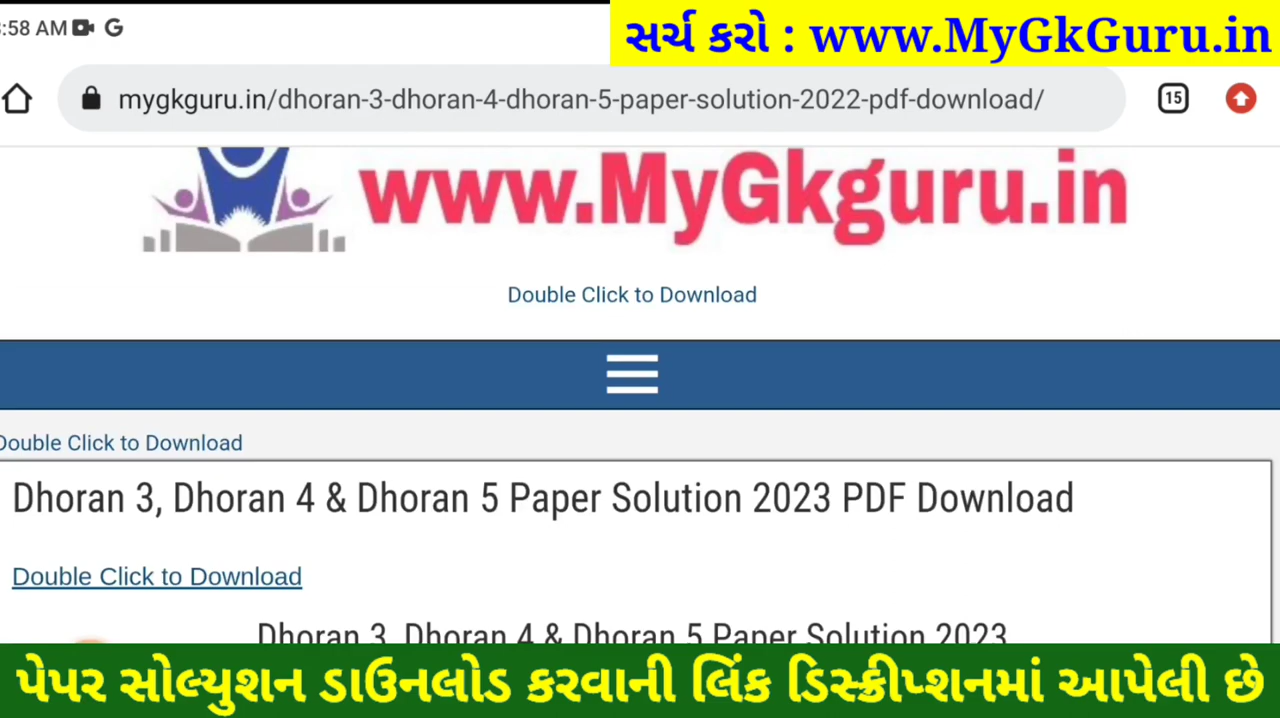 :58 AM G
સર્ચ કરો : www.MyGkGuru.in
mygkguru.in/dhoran-3-dhoran-4-dhoran-5-paper-solution-2022-pdf-download/
15
www.MyGkguru.in
Double Click to Download
Double Click to Download
Dhoran 3, Dhoran 4 & Dhoran 5 Paper Solution 2023 PDF Download
Double Click to Download
Dhoran 3, Dhoran 4 & Dhoran 5 Paper Solution 2023
પેપર સોલ્યુશન ડાઉનલોડ કરવાની લિંક ડિસ્ક્રીપ્શનમાં આપેલી છે